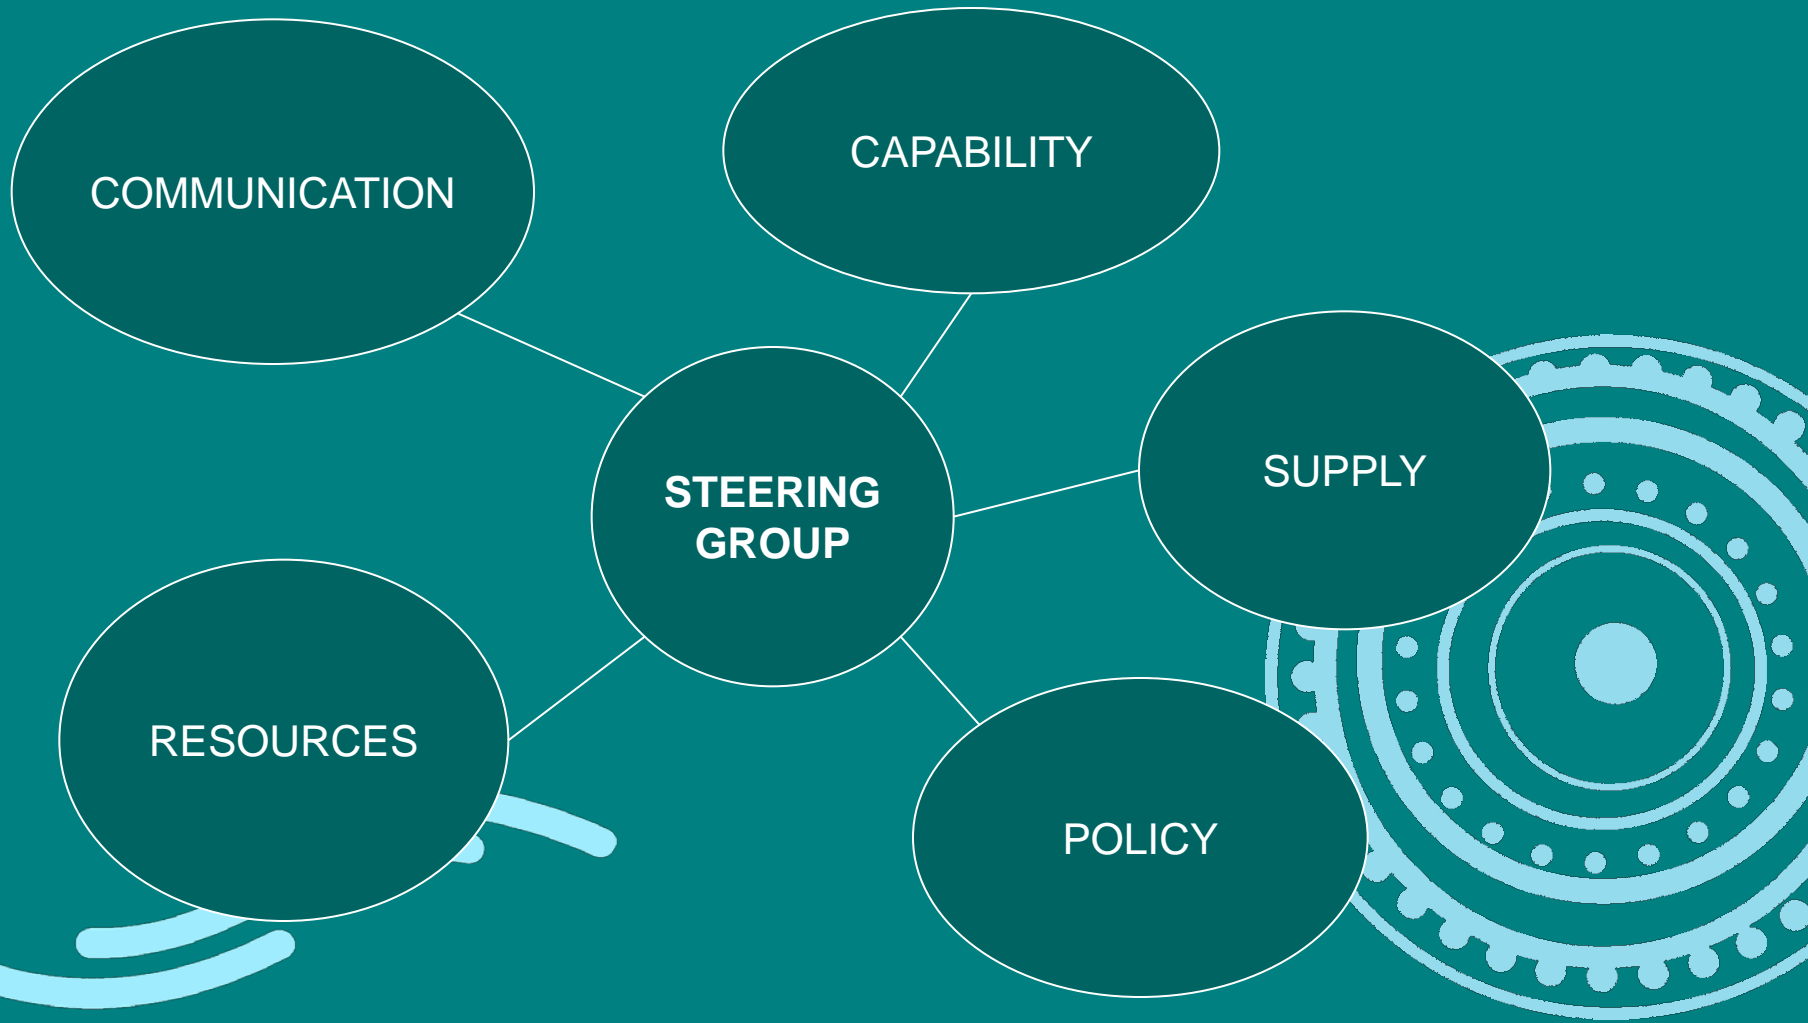 COMMUNICATION
CAPABILITY
SUPPLY
STEERING
GROUP
RESOURCES
POLICY